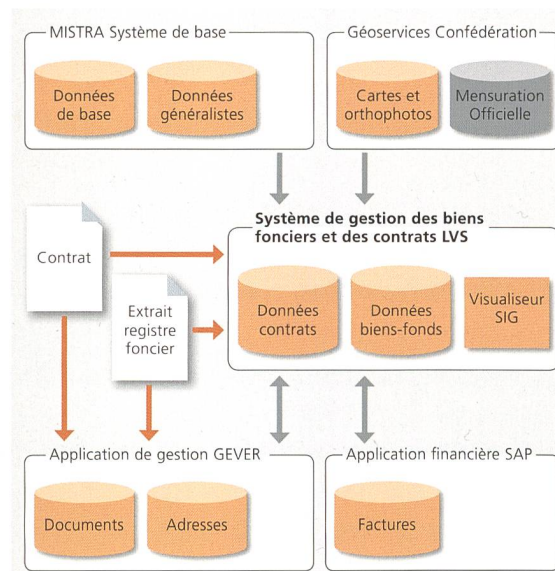 MISTRA Système de base
Données
de base
Données
généralistes
Géoservices Confédération
Cartes et
orthophotos
Mensuration
Officielle
Contrat
Extrait
registre
foncier
Système de gestion des biens
fonciers et des contrats LVS
Données
contrats
Données
biens-fonds
Visualiseur
SIG
Application de gestion GEVER
Documents
Adresses
Application financière SAP
Factures